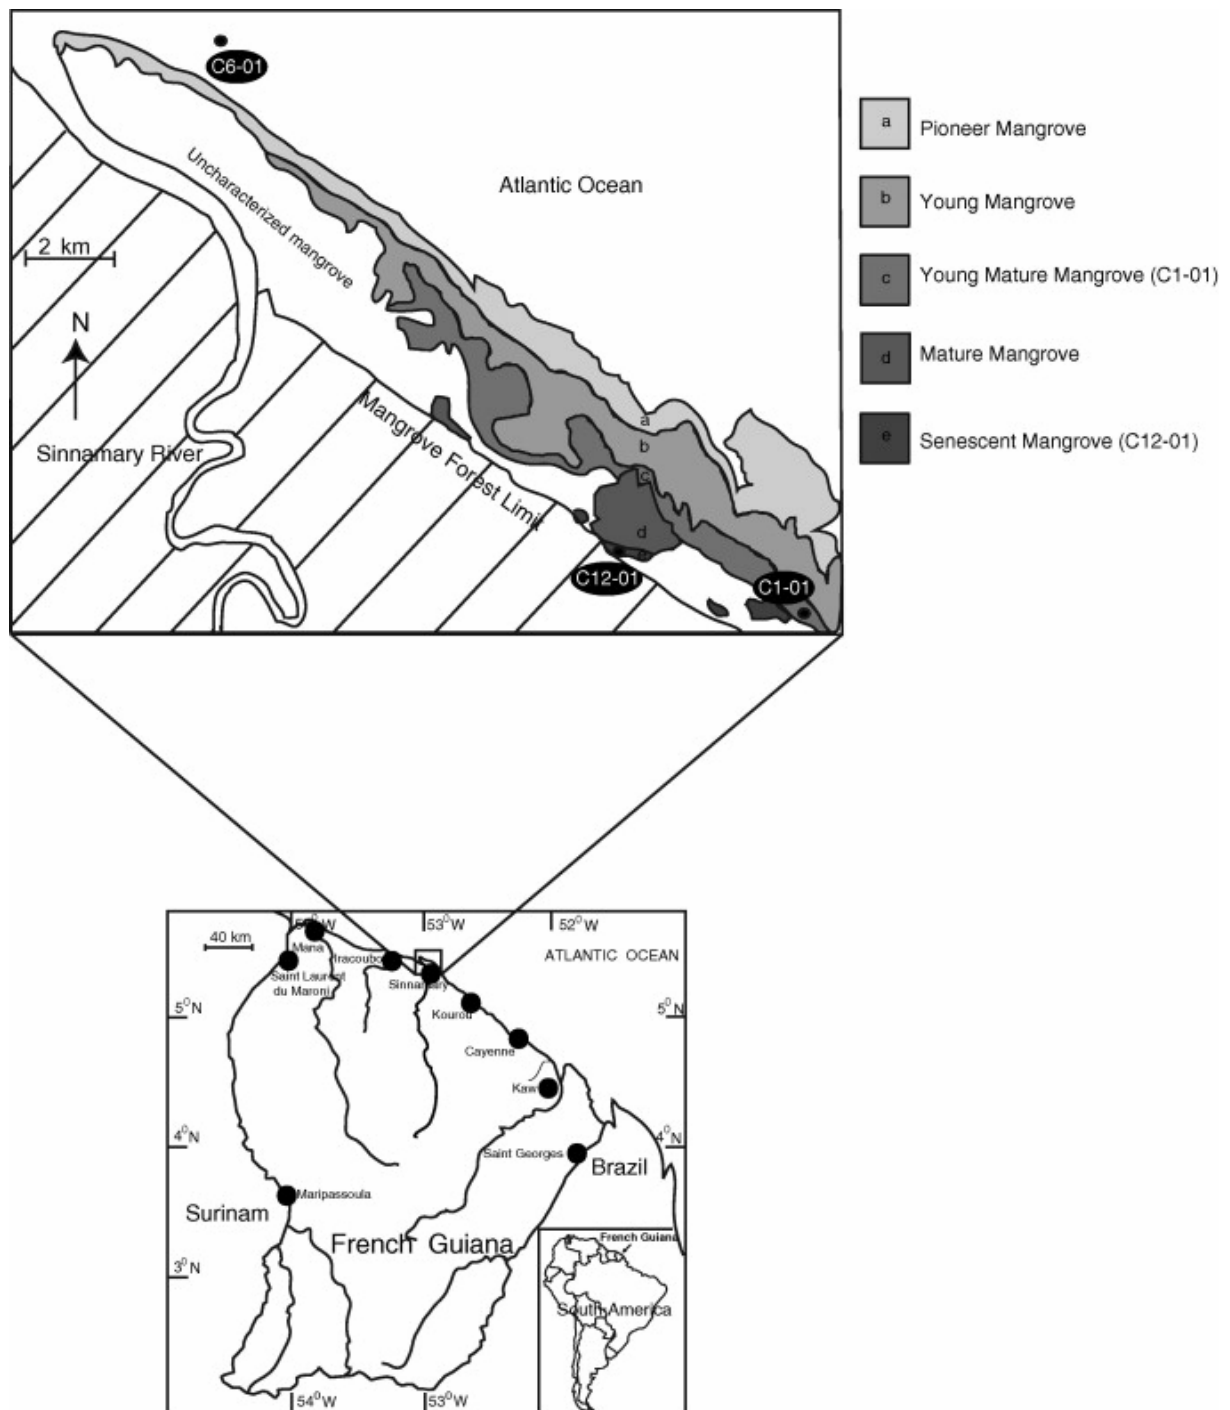 C6-01
a Pioneer Mangrove
Atlantic Ocean
Uncharacterized mangrove
b Young Mangrove
2 km
c Young Mature Mangrove (C1-01)
N
d Mature Mangrove
Mangrove Forest Limit
a
b
Sinnamary River
e Senescent Mangrove (C12-01)
c
d
C12-01
C1-01
53°W
52°W
40 km
Mana
Iracoubo
ATLANTIC OCEAN
Saint Laurent
du Maroni
Sinnamary
5°N
5°N
Kourou
Cayenne
Kaw
4°N
4°N
Saint Georges
Brazil
Maripassoula
Surinam
French Guiana
French Guiana
3°N
South America
54°W
53°W